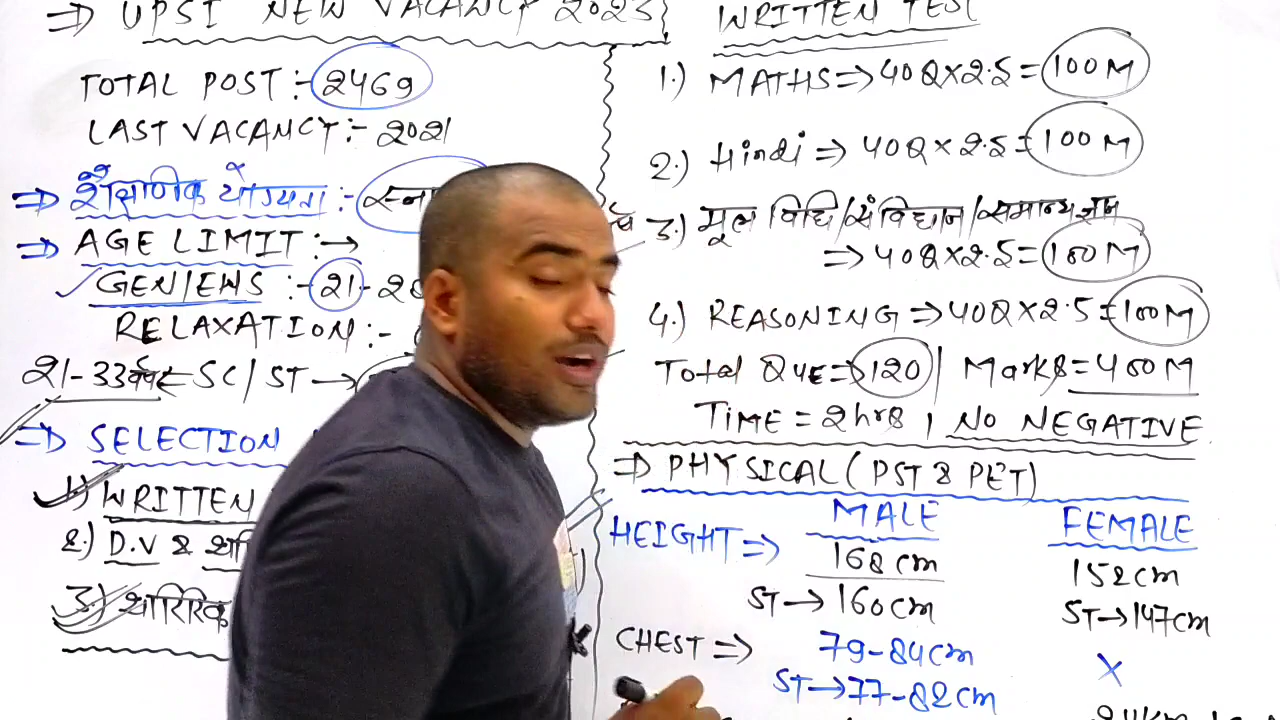 ⇒ UPSI NEW VACANCY 2023
TOTAL POST:- 2469
LAST VACANCY:- 2021
⇒ शैक्षणिक योग्यता :-
⇒ AGE LIMIT:→
✓ GEN/EWS :- 21-28
RELAXATION:-
21-33वर्ष ← SC/ST →
⇒ SELECTION
1.) WRITTEN
2.) D.V &
3.) शारिरिक
WRITTEN TEST
1.) MATHS ⇒ 40Q×2.5 = 100M
2.) Hindi ⇒ 40Q×2.5 = 100M
3.) मूल विधि/संविधान/सामान्य ज्ञान
⇒ 40Q×2.5 = 100M
4.) REASONING ⇒ 40Q×2.5 = 100M
Total QuE = 120 | Marks = 400M
TiME = 2hrs, NO NEGATIVE
⇒ PHYSICAL (PST & PET)
MALE FEMALE
HEIGHT ⇒ 168cm 152cm
ST → 160cm ST → 147cm
CHEST ⇒ 79-84cm X
ST → 77-82cm